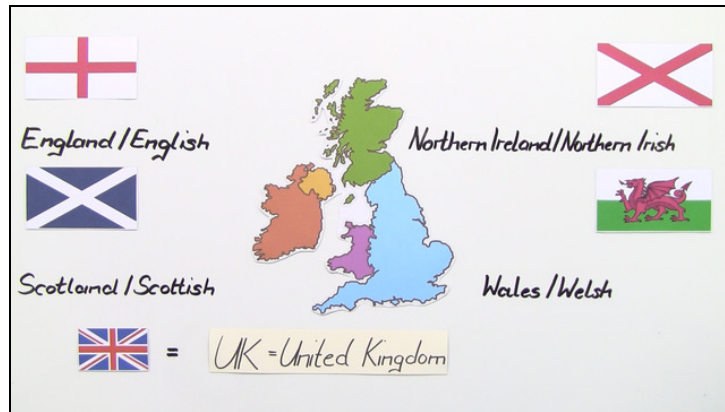 England/English
Northern Ireland/Northern Irish
Scotland/Scottish
Wales/Welsh
= UK = United Kingdom